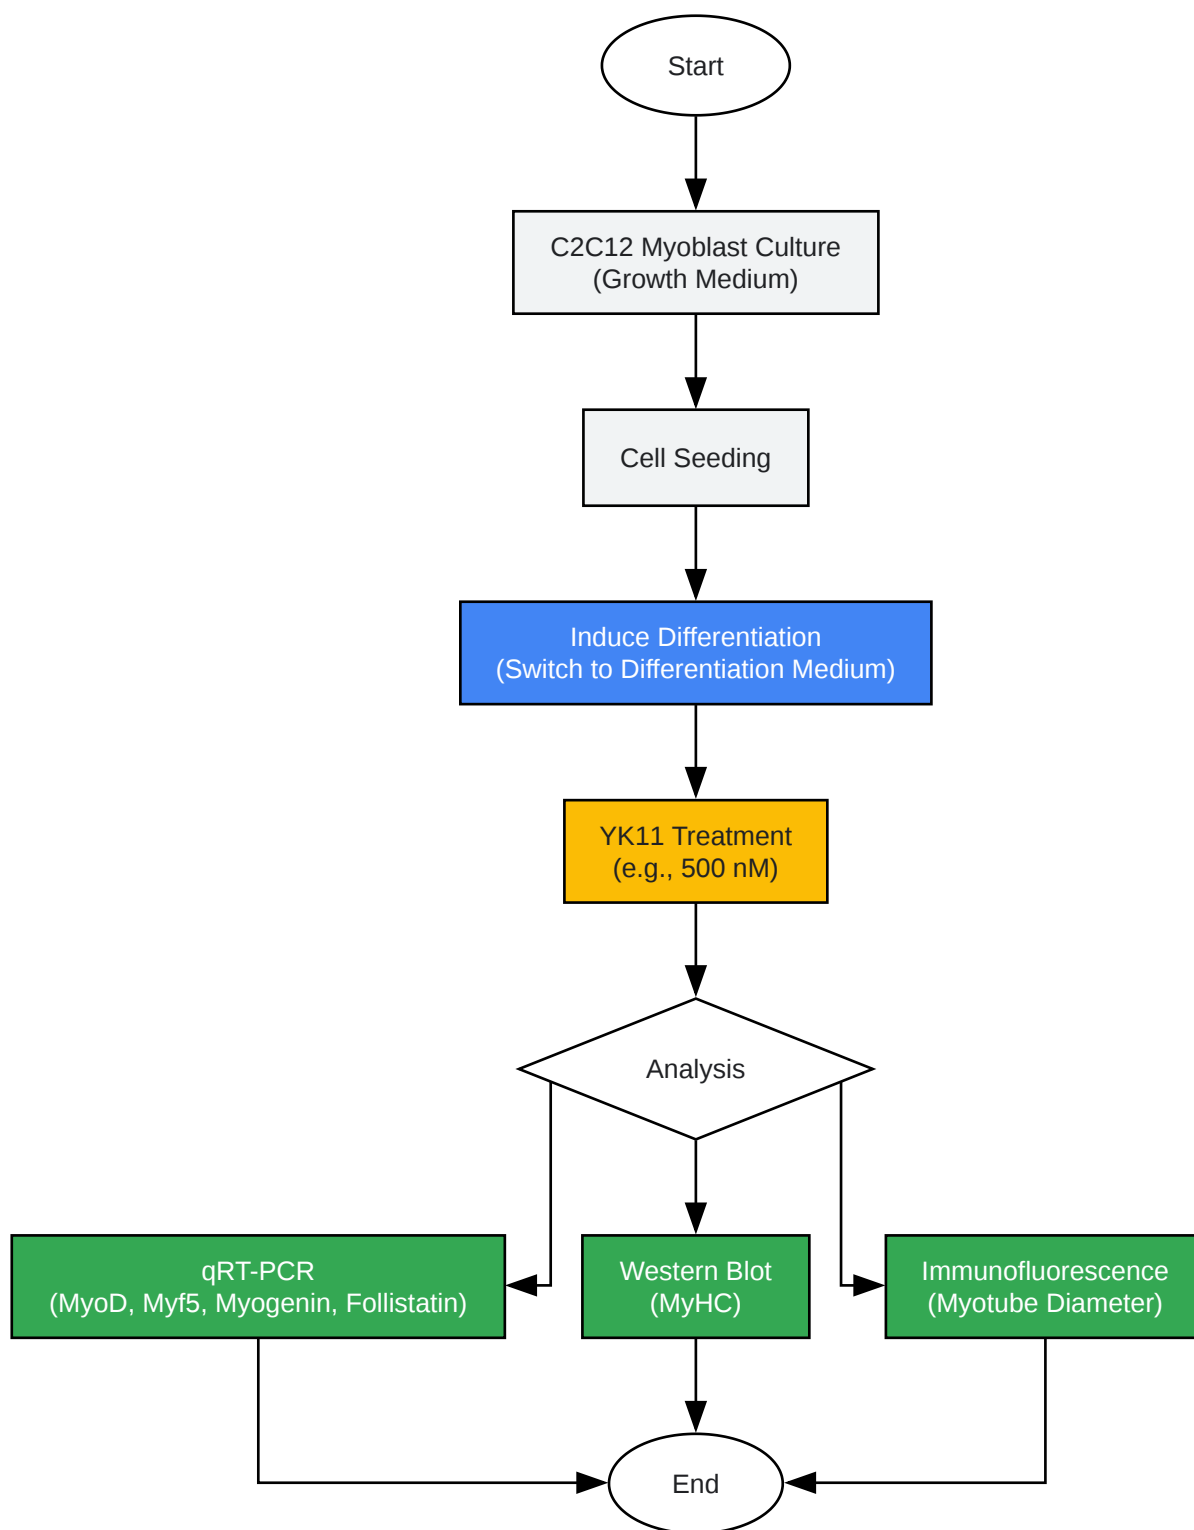 Start
C2C12 Myoblast Culture
(Growth Medium)
Cell Seeding
Induce Differentiation
(Switch to Differentiation Medium)
YK11 Treatment
(e.g., 500 nM)
Analysis
qRT-PCR
(MyoD, Myf5, Myogenin, Follistatin)
Western Blot
(MyHC)
Immunofluorescence
(Myotube Diameter)
End